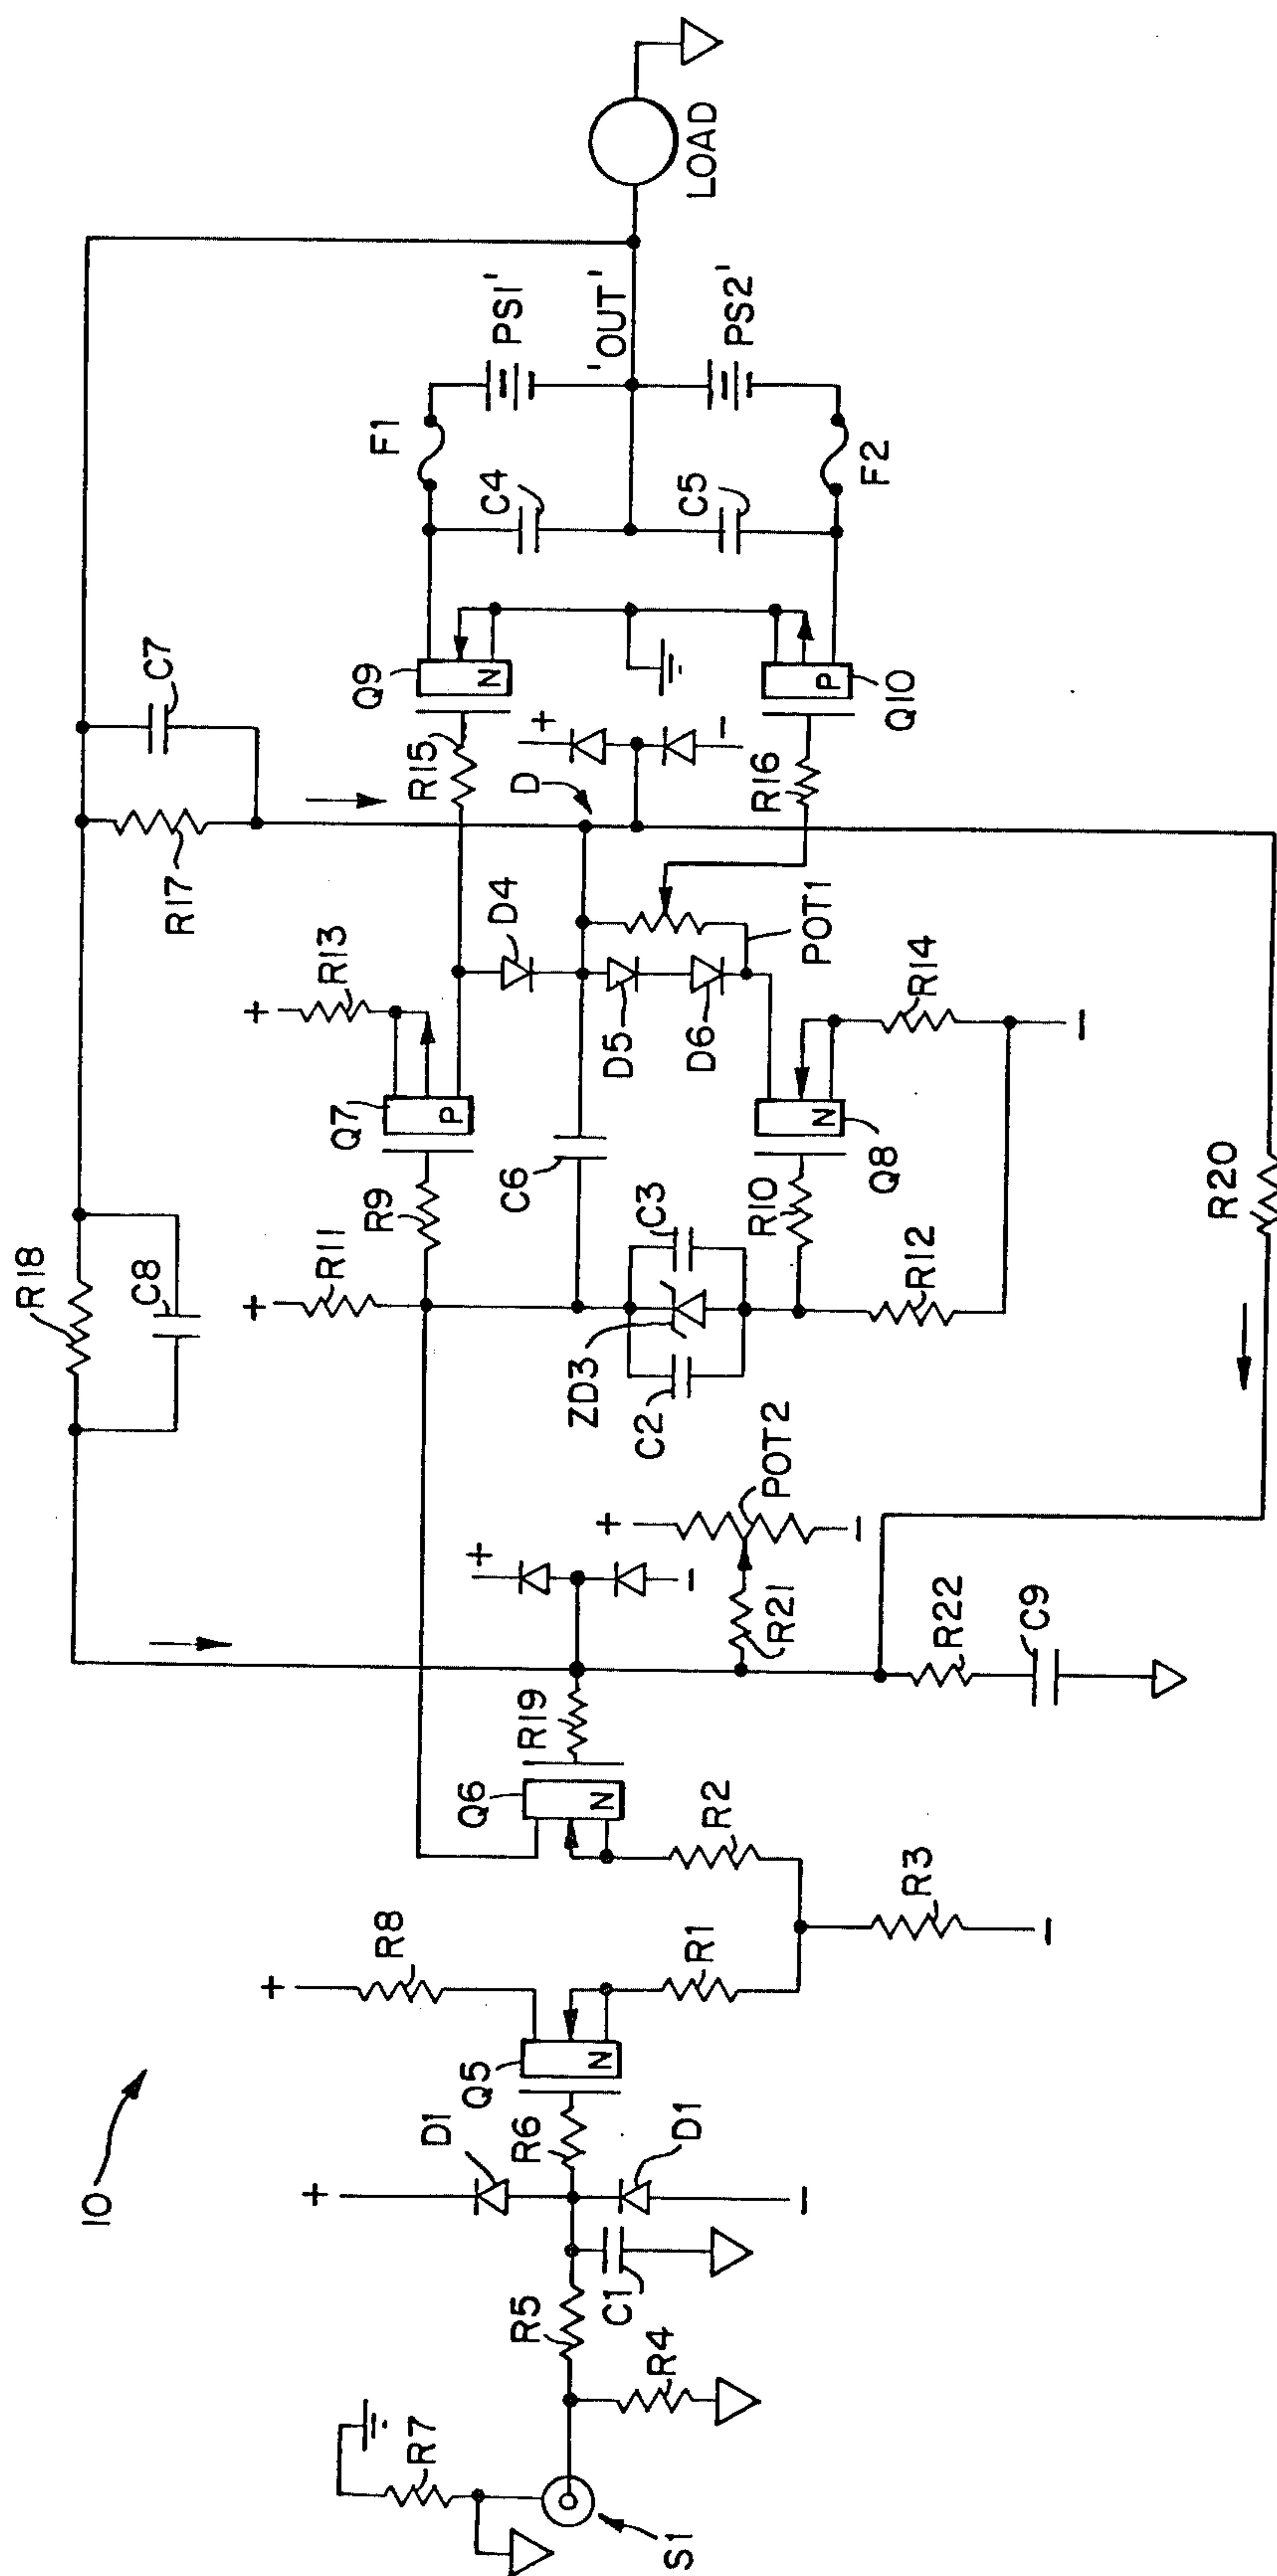 10
S1
R7
R4
R5
C1
D1
D1
R6
Q5
N
R8
+
+
-
R1
R3
-
R2
Q6
N
R19
+
-
R21
+
POT2
-
R22
C9
R18
C8
+
R11
R9
Q7
P
+
R13
C6
ZD3
C2
C3
R10
R12
Q8
N
R14
-
D4
D5
D6
POT1
D
+
-
R15
R16
R17
C7
R20
Q9
N
Q10
P
C4
C5
F1
F2
PS1'
PS2'
'OUT'
LOAD